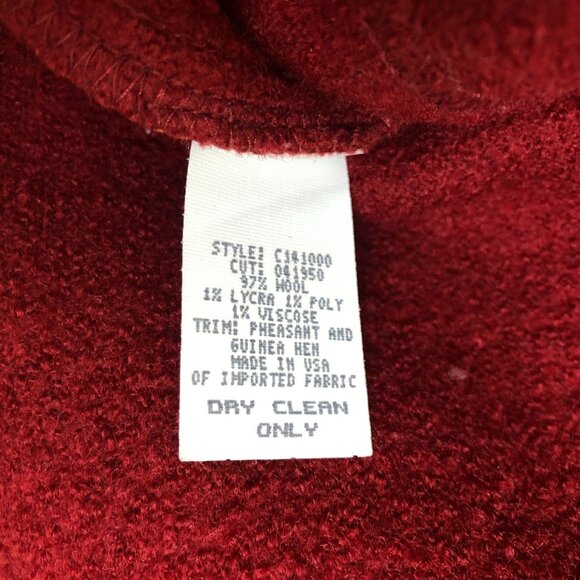 STYLE: C141000
CUT: 041950
97% WOOL
1% LYCRA 1% POLY
1% VISCOSE
TRIM: PHEASANT AND
GUINEA HEN
MADE IN USA
OF IMPORTED FABRIC
DRY CLEAN
ONLY